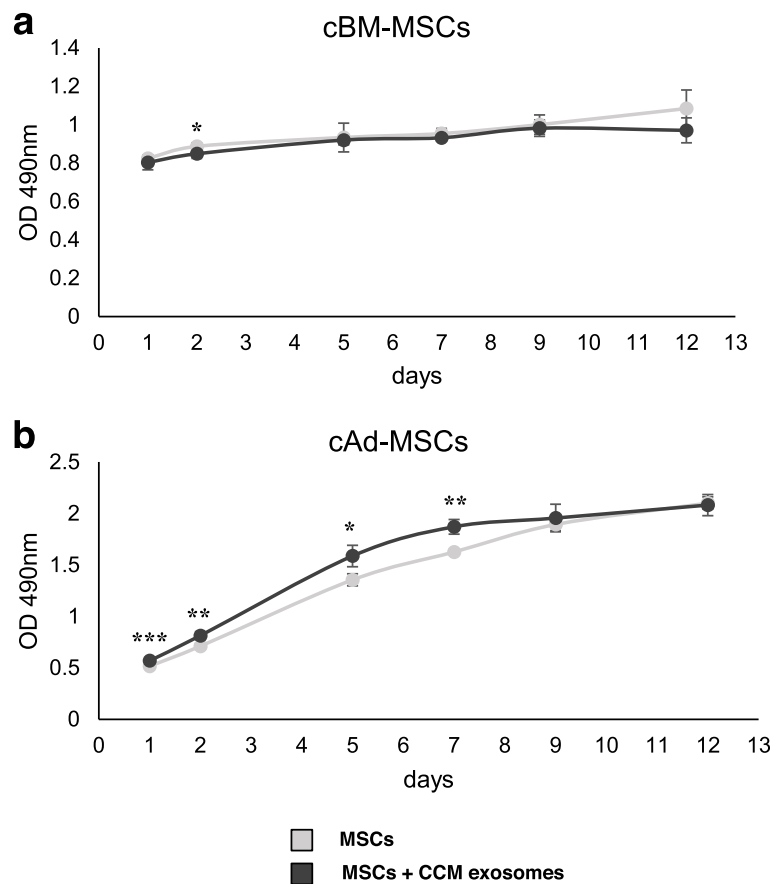 a
cBM-MSCs
1.4
1.2
1
0.8
0.6
0.4
0.2
0
OD 490nm
*
0 1 2 3 4 5 6 7 8 9 10 11 12 13
days
b
cAd-MSCs
2.5
2
1.5
1
0.5
0
OD 490nm
*** ** * **
0 1 2 3 4 5 6 7 8 9 10 11 12 13
days
MSCs
MSCs + CCM exosomes